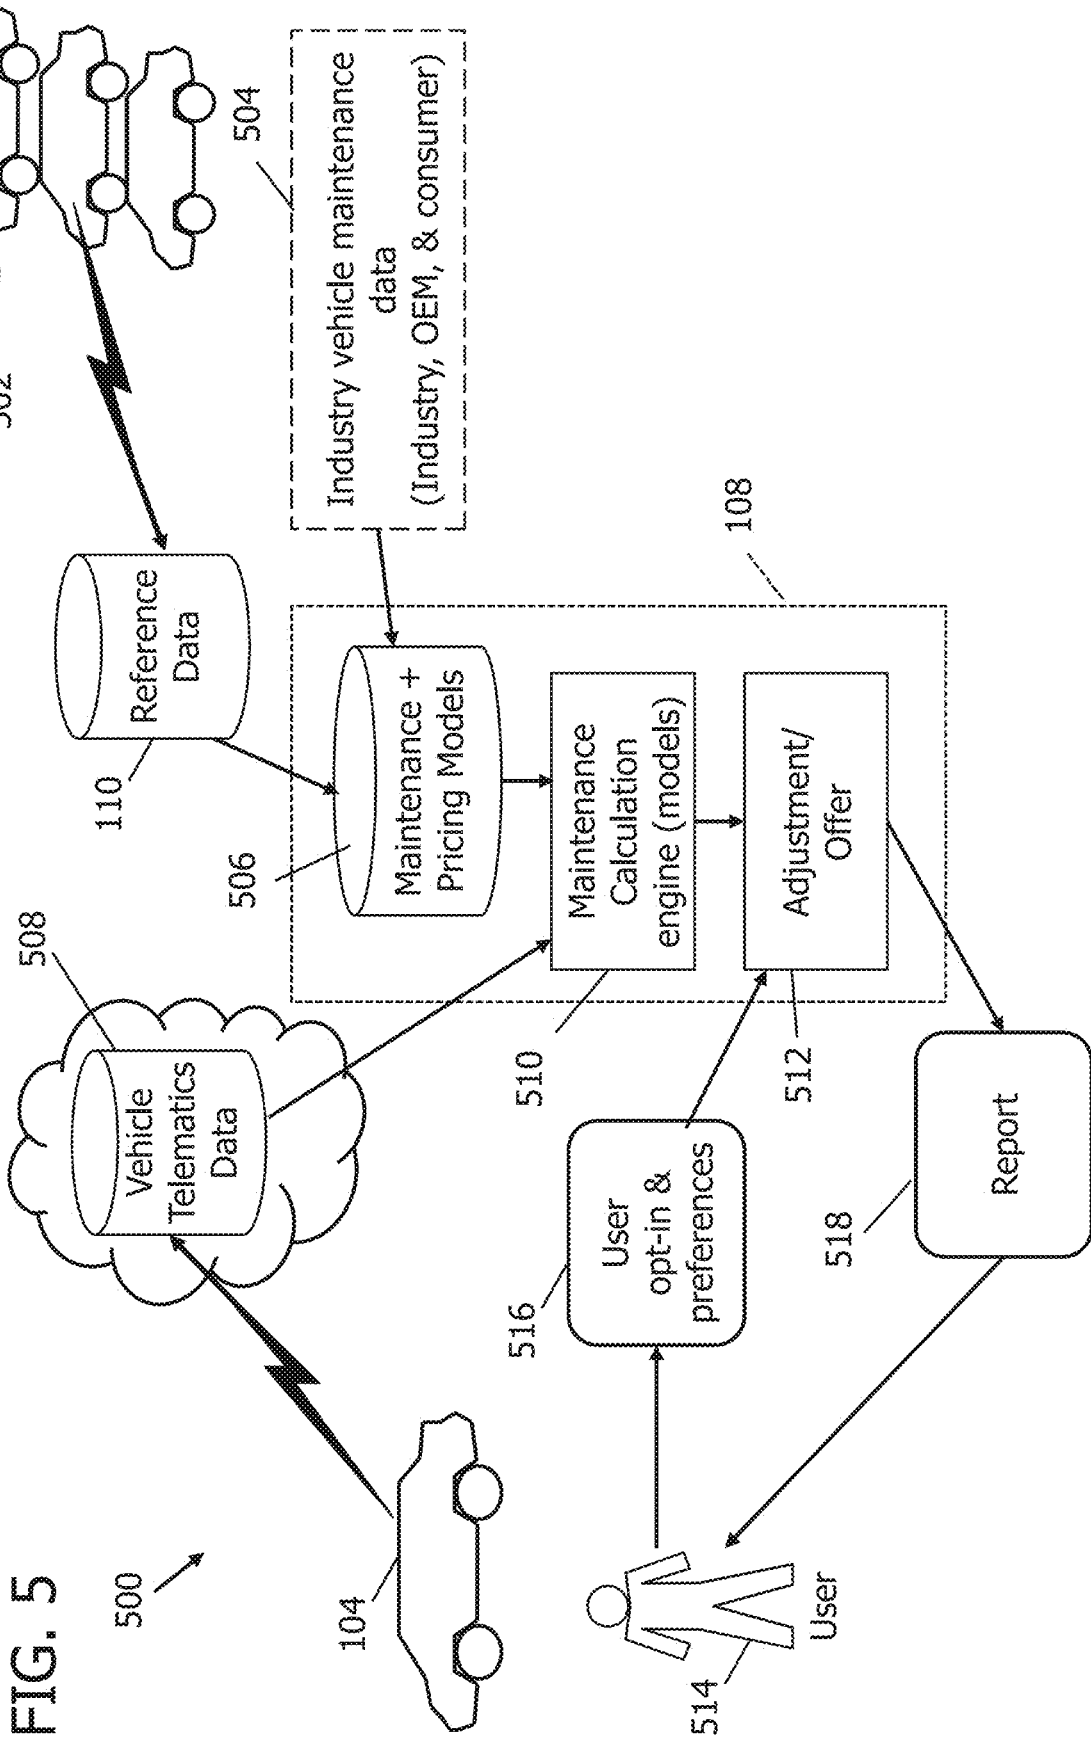 FIG. 5
500
104
508
Vehicle
Telematics
Data
110
Reference
Data
502
504
Industry vehicle maintenance
data
(Industry, OEM, & consumer)
506
Maintenance +
Pricing Models
108
510
Maintenance
Calculation
engine (models)
512
Adjustment/
Offer
516
User
opt-in &
preferences
514
User
518
Report